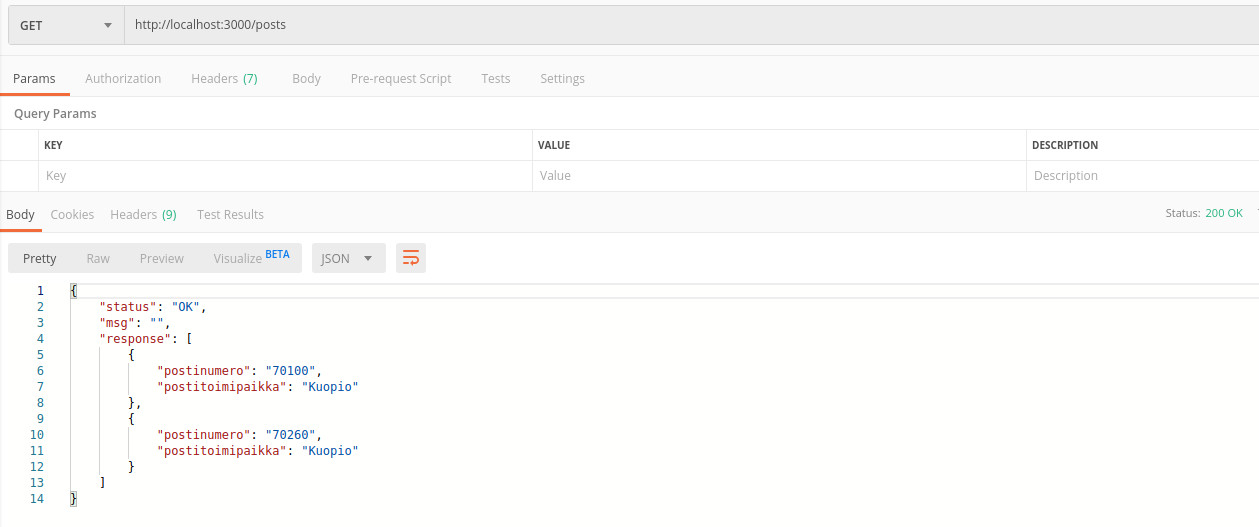 GET http://localhost:3000/posts
Params Authorization Headers (7) Body Pre-request Script Tests Settings
Query Params
KEY VALUE DESCRIPTION
Key Value Description
Body Cookies Headers (9) Test Results Status: 200 OK
Pretty Raw Preview Visualize BETA JSON
1 {
2 "status": "OK",
3 "msg": "",
4 "response": [
5 {
6 "postinumero": "70100",
7 "postitoimipaikka": "Kuopio"
8 },
9 {
10 "postinumero": "70260",
11 "postitoimipaikka": "Kuopio"
12 }
13 ]
14 }